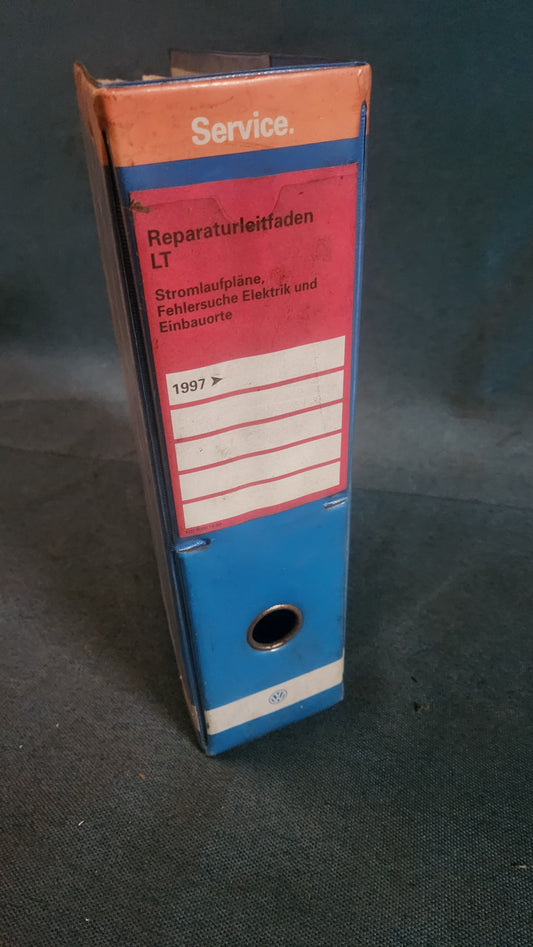 Service.
Reparaturleitfaden
LT
Stromlaufpläne,
Fehlersuche Elektrik und
Einbauorte
1997 ➤